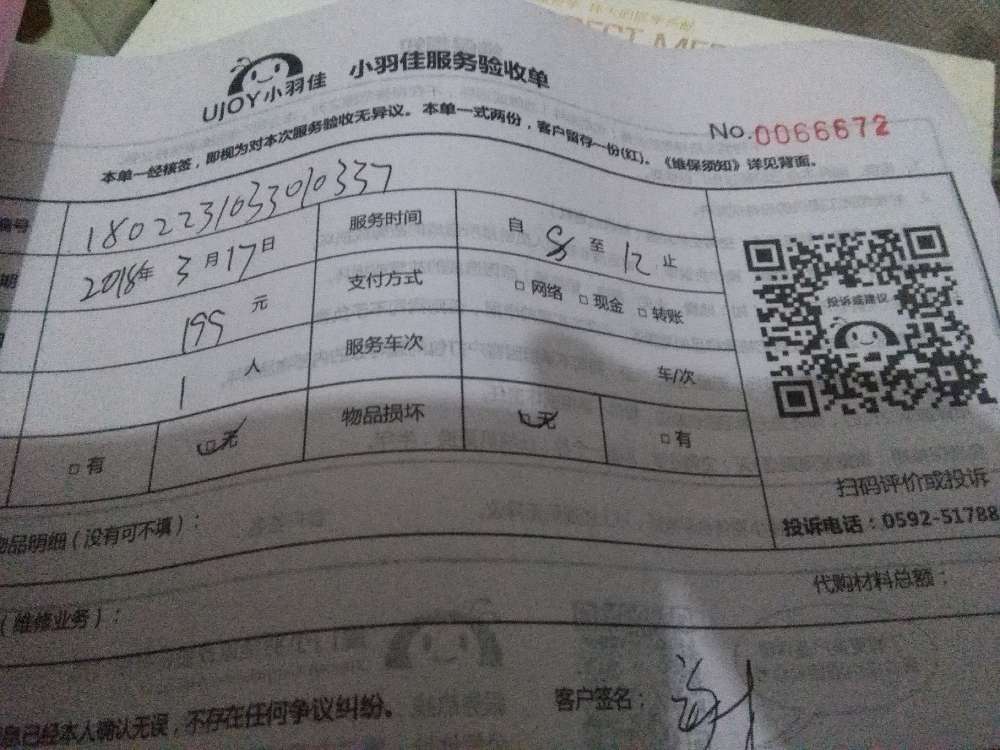 UJOY小羽佳 小羽佳服务验收单
No.0066672
本单一经核签，即视为对本次服务验收无异议。本单一式两份，客户留存一份(红)。《维保须知》详见背面。
编号 1802231033010337 服务时间 自 8 至 12 止
期 2018年 3月17日 支付方式 □网络 □现金 □转账
199 元 服务车次 车/次
1 人 物品损坏 □无 □有
□有 □无
投诉或建议
扫码评价或投诉
投诉电话：0592-51788
物品明细（没有可不填）：
代购材料总额：
（维修业务）：
客户签名：
息已经本人确认无误，不存在任何争议纠纷。